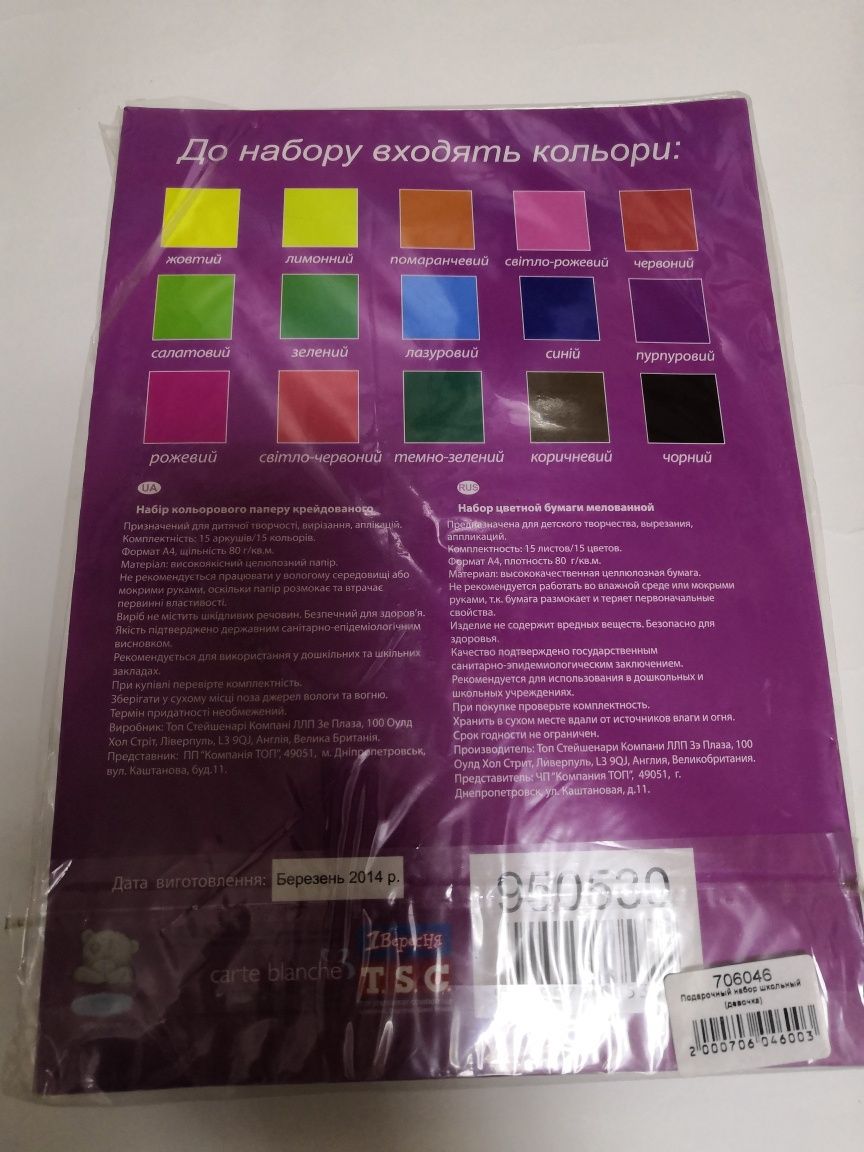 До набору входять кольори:
жовтий лимонний помаранчевий світло-рожевий червоний
салатовий зелений лазуровий синій пурпуровий
рожевий світло-червоний темно-зелений коричневий чорний
UA
Набір кольорового паперу крейдованого
Призначений для дитячої творчості, вирізання, аплікацій.
Комплектність: 15 аркушів/15 кольорів.
Формат А4, щільність 80 г/кв.м.
Матеріал: високоякісний целюлозний папір.
Не рекомендується працювати у вологому середовищі або
мокрими руками, оскільки папір розмокає та втрачає
первинні властивості.
Виріб не містить шкідливих речовин. Безпечний для здоров'я.
Якість підтверджено державним санітарно-епідеміологічним
висновком.
Рекомендується для використання у дошкільних та шкільних
закладах.
При купівлі перевірте комплектність.
Зберігати у сухому місці поза джерел вологи та вогню.
Термін придатності необмежений.
Виробник: Топ Стейшенарі Компані ЛЛП Зе Плаза, 100 Оулд
Хол Стріт, Ліверпуль, L3 9QJ, Англія, Велика Британія.
Представник: ПП "Компанія ТОП", 49051, м. Дніпропетровськ,
вул. Каштанова, буд.11.
RUS
Набор цветной бумаги мелованной
Предназначена для детского творчества, вырезания,
аппликаций.
Комплектность: 15 листов/15 цветов.
Формат А4, плотность 80 г/кв.м.
Материал: высококачественная целлюлозная бумага.
Не рекомендуется работать во влажной среде или мокрыми
руками, т.к. бумага размокает и теряет первоначальные
свойства.
Изделие не содержит вредных веществ. Безопасно для
здоровья.
Качество подтверждено государственным
санитарно-эпидемиологическим заключением.
Рекомендуется для использования в дошкольных и
школьных учреждениях.
При покупке проверьте комплектность.
Хранить в сухом месте вдали от источников влаги и огня.
Срок годности не ограничен.
Производитель: Топ Стейшенари Компани ЛЛП Зэ Плаза, 100
Оулд Хол Стрит, Ливерпуль, L3 9QJ, Англия, Великобритания.
Представитель: ЧП "Компания ТОП", 49051, г.
Днепропетровск, ул. Каштановая, д.11.
Дата виготовлення: Березень 2014 р.
950530
carte blanche
1 Вересня
T.S.C.
706046
Подарочный набор школьный
(девочка)
2 000706 046003